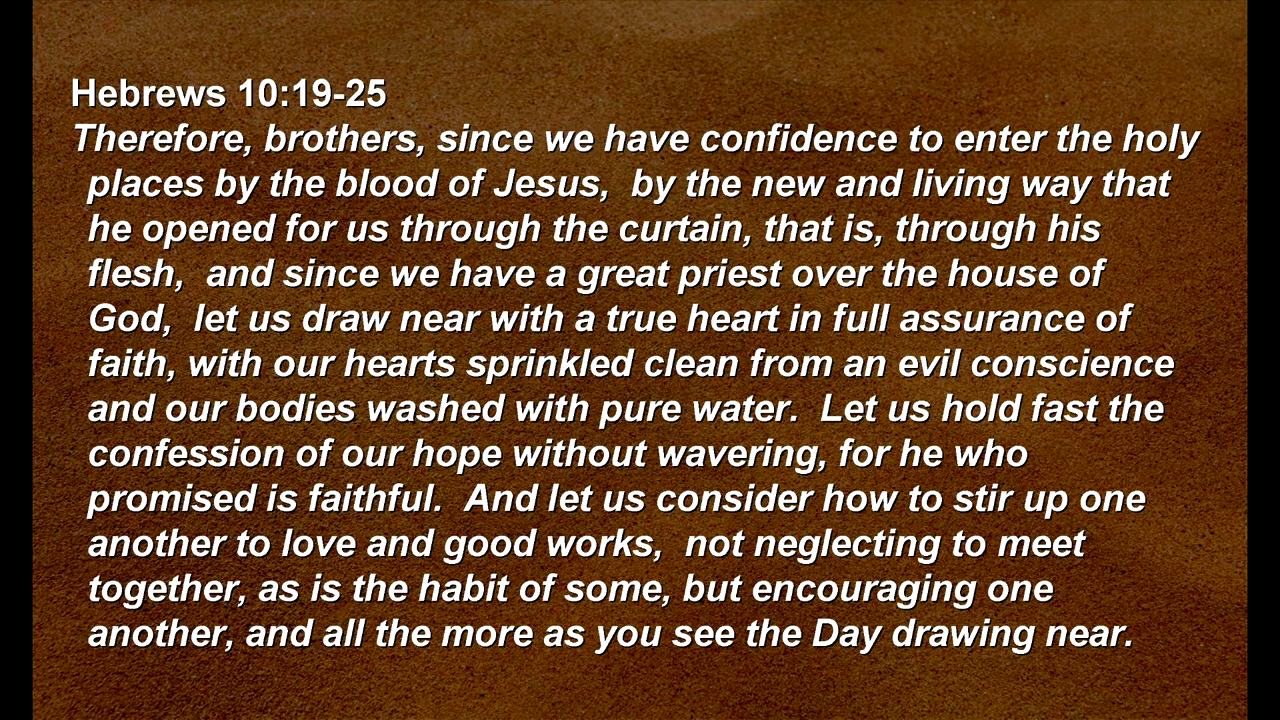 Hebrews 10:19-25
Therefore, brothers, since we have confidence to enter the holy
places by the blood of Jesus,  by the new and living way that
he opened for us through the curtain, that is, through his
flesh,  and since we have a great priest over the house of
God,  let us draw near with a true heart in full assurance of
faith, with our hearts sprinkled clean from an evil conscience
and our bodies washed with pure water.  Let us hold fast the
confession of our hope without wavering, for he who
promised is faithful.  And let us consider how to stir up one
another to love and good works,  not neglecting to meet
together, as is the habit of some, but encouraging one
another, and all the more as you see the Day drawing near.